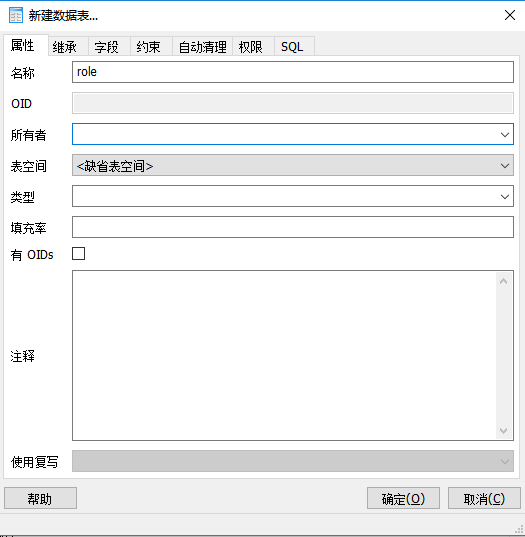 新建数据表...
属性 继承 字段 约束 自动清理 权限 SQL
名称 role
OID
所有者
表空间 <缺省表空间>
类型
填充率
有 OIDs
注释
使用复写
帮助 确定(O) 取消(C)